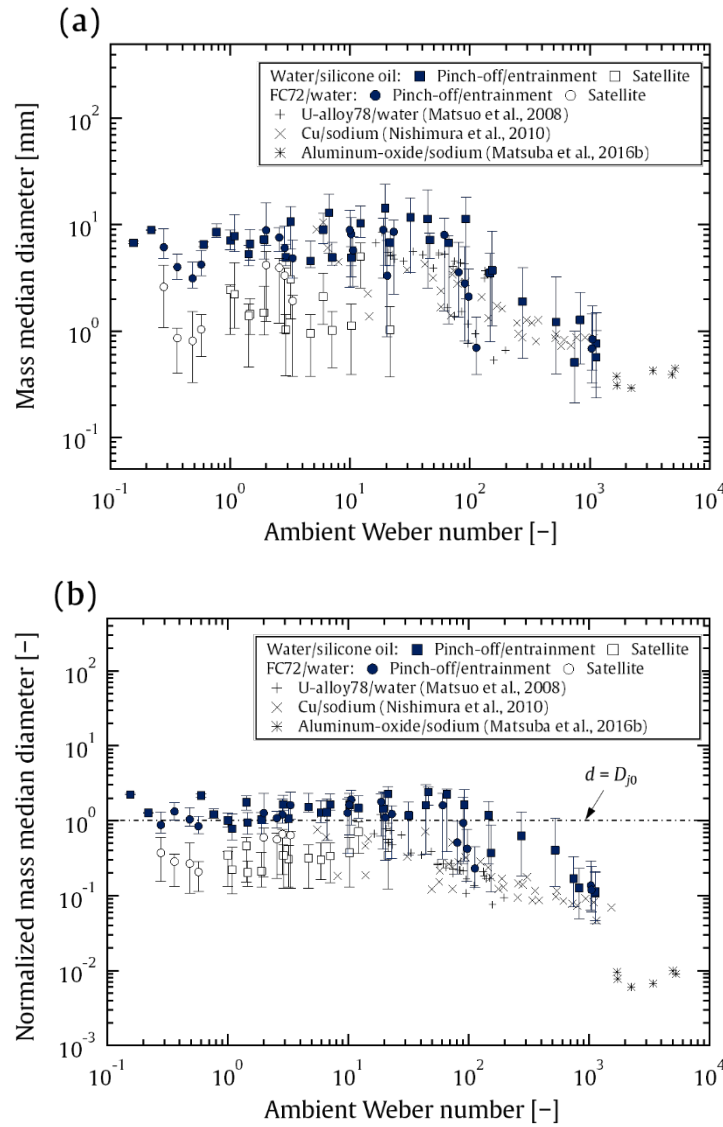 (a)
Water/silicone oil: ■ Pinch-off/entrainment □ Satellite
FC72/water: ● Pinch-off/entrainment ○ Satellite
+ U-alloy78/water (Matsuo et al., 2008)
× Cu/sodium (Nishimura et al., 2010)
✳ Aluminum-oxide/sodium (Matsuba et al., 2016b)
Mass median diameter [mm]
10²
10¹
10⁰
10⁻¹
10⁻¹ 10⁰ 10¹ 10² 10³ 10⁴
Ambient Weber number [−]
(b)
Water/silicone oil: ■ Pinch-off/entrainment □ Satellite
FC72/water: ● Pinch-off/entrainment ○ Satellite
+ U-alloy78/water (Matsuo et al., 2008)
× Cu/sodium (Nishimura et al., 2010)
✳ Aluminum-oxide/sodium (Matsuba et al., 2016b)
d = D_{j0}
Normalized mass median diameter [−]
10²
10¹
10⁰
10⁻¹
10⁻²
10⁻³
10⁻¹ 10⁰ 10¹ 10² 10³ 10⁴
Ambient Weber number [−]